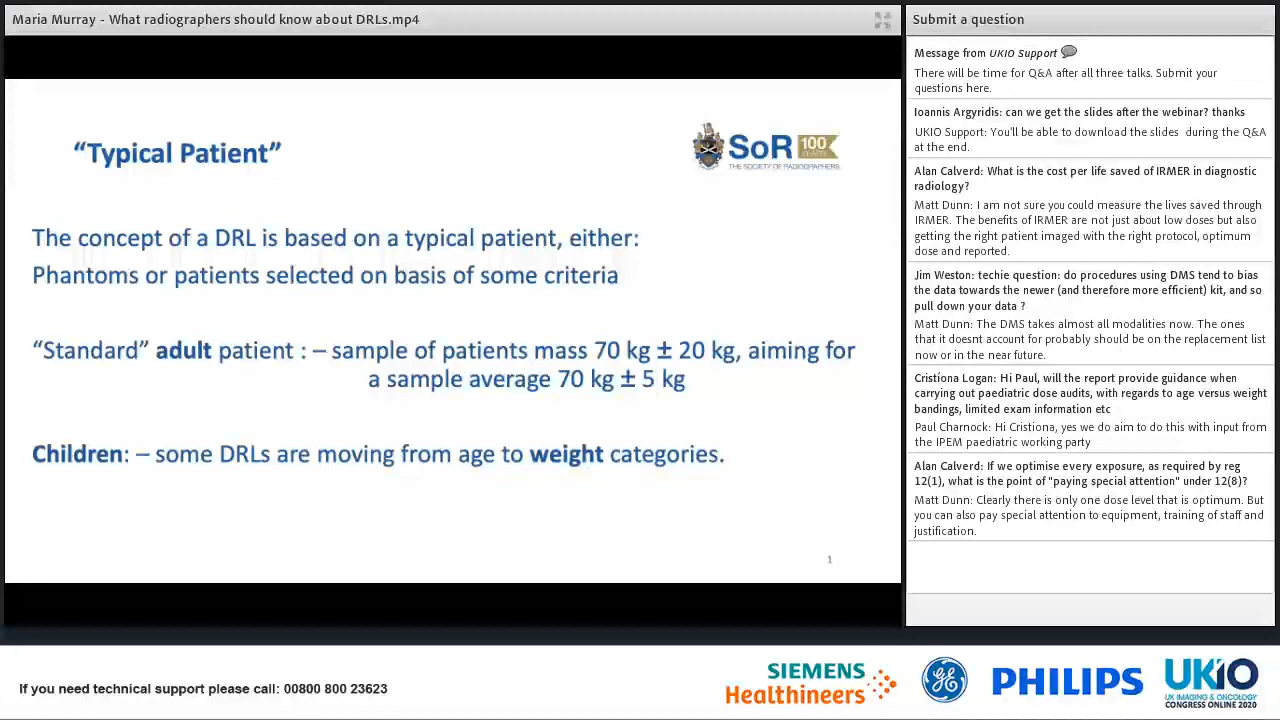 Maria Murray - What radiographers should know about DRLs.mp4
"Typical Patient"
SoR 100 YEARS
THE SOCIETY OF RADIOGRAPHERS
The concept of a DRL is based on a typical patient, either:
Phantoms or patients selected on basis of some criteria
"Standard" adult patient : – sample of patients mass 70 kg ± 20 kg, aiming for
a sample average 70 kg ± 5 kg
Children: – some DRLs are moving from age to weight categories.
1
Submit a question
Message from UKIO Support
There will be time for Q&A after all three talks. Submit your
questions here.
Ioannis Argyridis: can we get the slides after the webinar? thanks
UKIO Support: You'll be able to download the slides during the Q&A
at the end.
Alan Calverd: What is the cost per life saved of IRMER in diagnostic
radiology?
Matt Dunn: I am not sure you could measure the lives saved through
IRMER. The benefits of IRMER are not just about low doses but also
getting the right patient imaged with the right protocol, optimum
dose and reported.
Jim Weston: techie question: do procedures using DMS tend to bias
the data towards the newer (and therefore more efficient) kit, and so
pull down your data ?
Matt Dunn: The DMS takes almost all modalities now. The ones
that it doesnt account for probably should be on the replacement list
now or in the near future.
Cristíona Logan: Hi Paul, will the report provide guidance when
carrying out paediatric dose audits, with regards to age versus weight
bandings, limited exam information etc
Paul Charnock: Hi Cristiona, yes we do aim to do this with input from
the IPEM paediatric working party
Alan Calverd: If we optimise every exposure, as required by reg
12(1), what is the point of "paying special attention" under 12(8)?
Matt Dunn: Clearly there is only one dose level that is optimum. But
you can also pay special attention to equipment, training of staff and
justification.
If you need technical support please call: 00800 800 23623
SIEMENS
Healthineers
GE
PHILIPS
UKIO
UK IMAGING & ONCOLOGY
CONGRESS ONLINE 2020